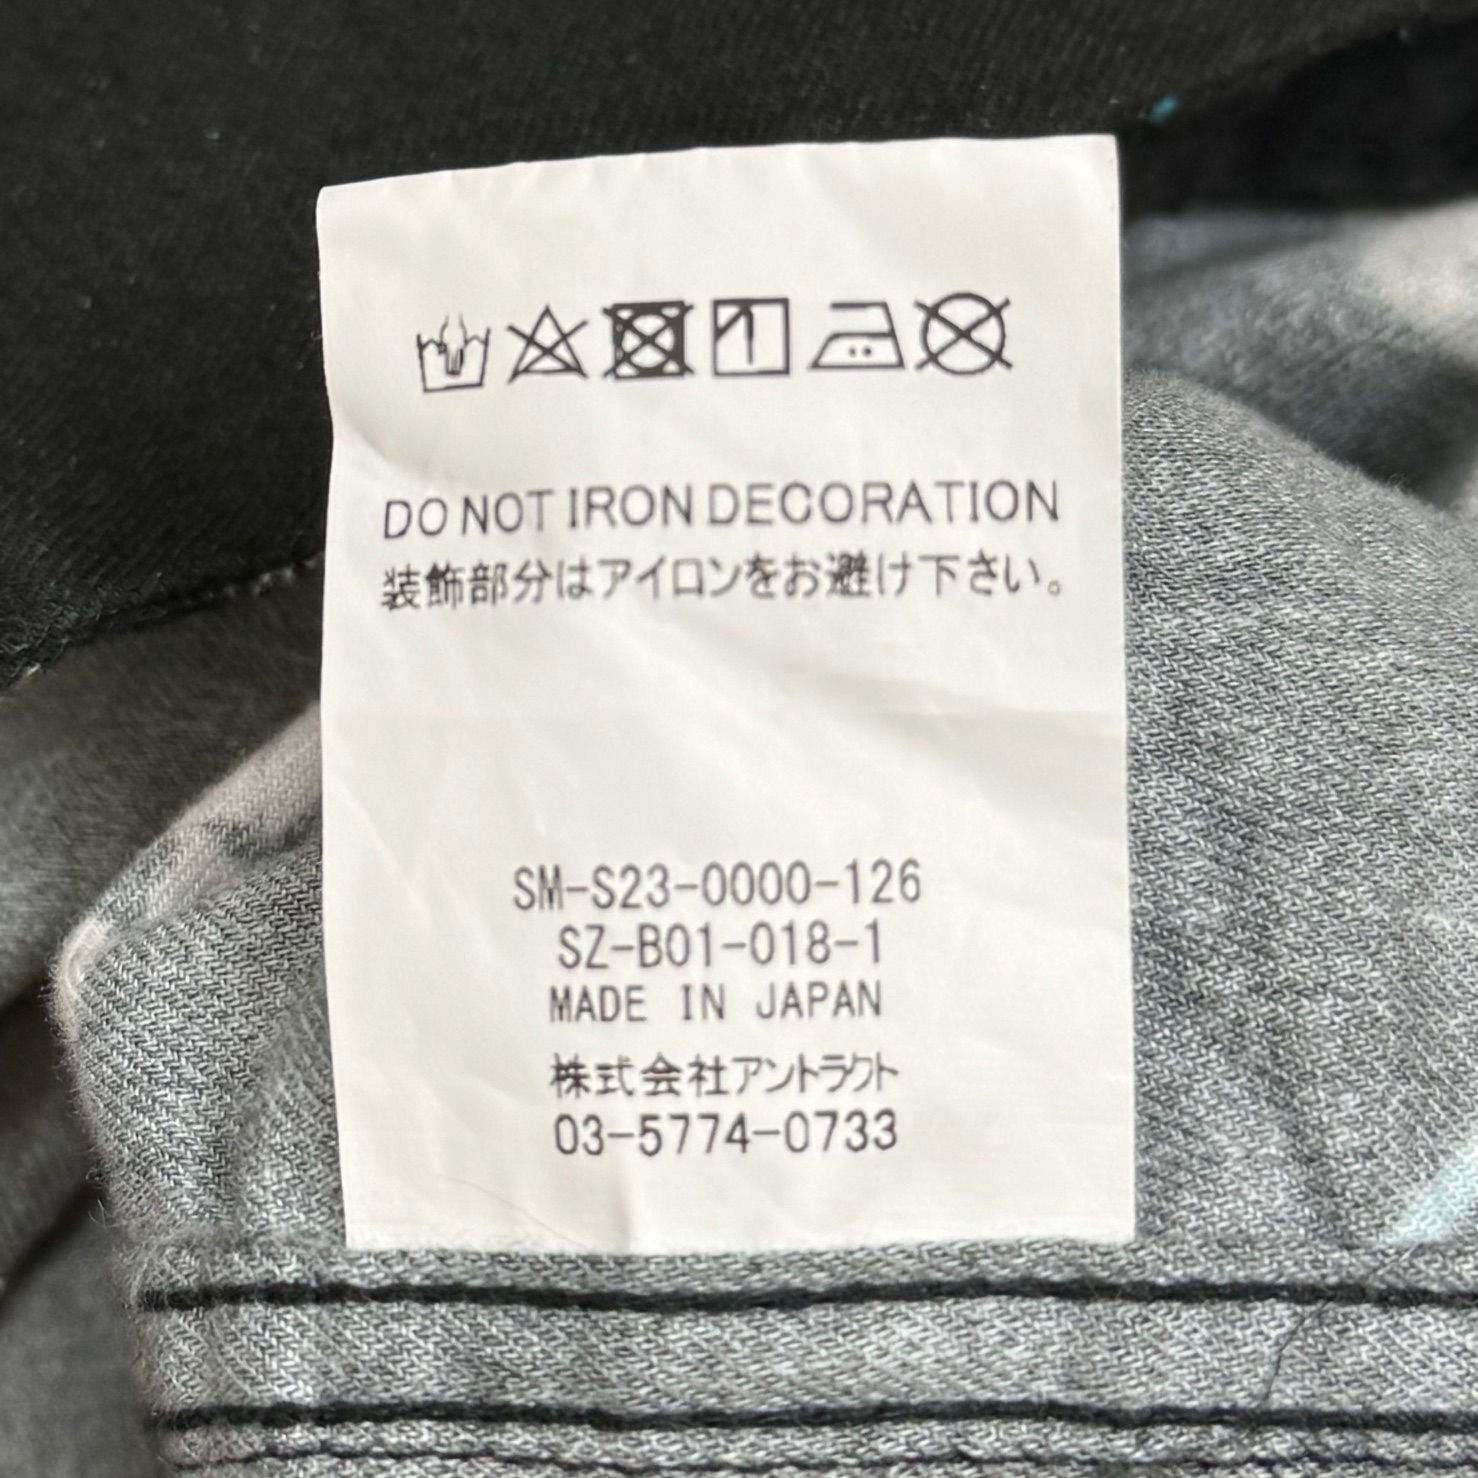 DO NOT IRON DECORATION
装飾部分はアイロンをお避け下さい。
SM-S23-0000-126
SZ-B01-018-1
MADE IN JAPAN
株式会社アントラクト
03-5774-0733